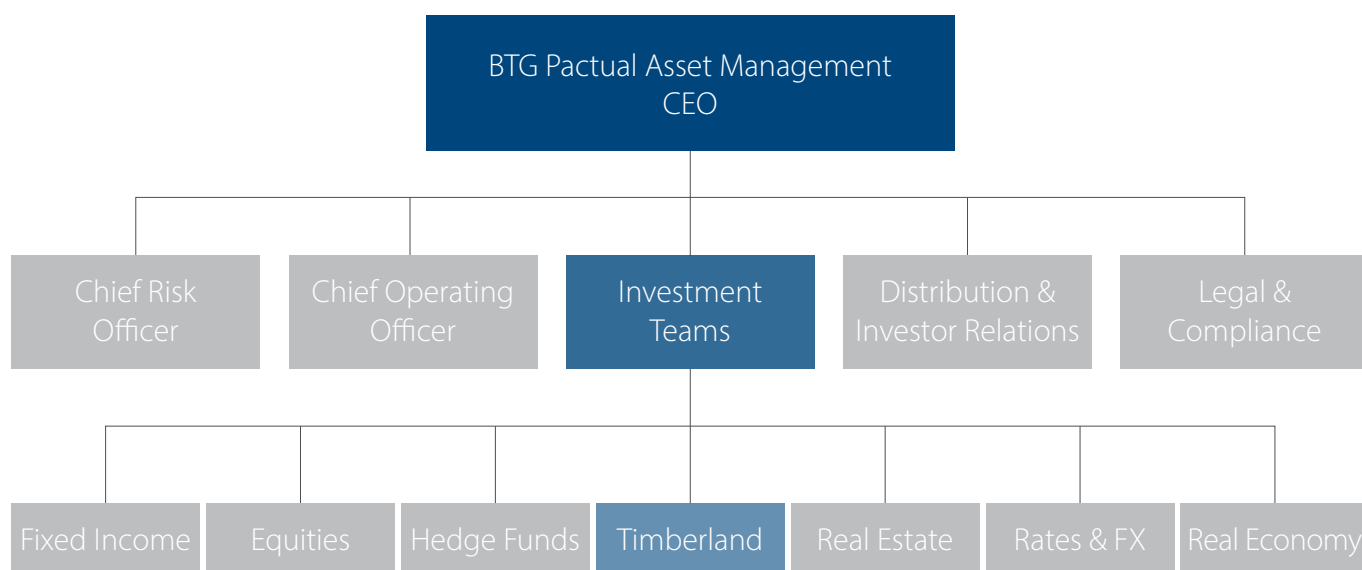 BTG Pactual Asset Management
CEO
Chief Risk
Officer
Chief Operating
Officer
Investment
Teams
Distribution &
Investor Relations
Legal &
Compliance
Fixed Income
Equities
Hedge Funds
Timberland
Real Estate
Rates & FX
Real Economy